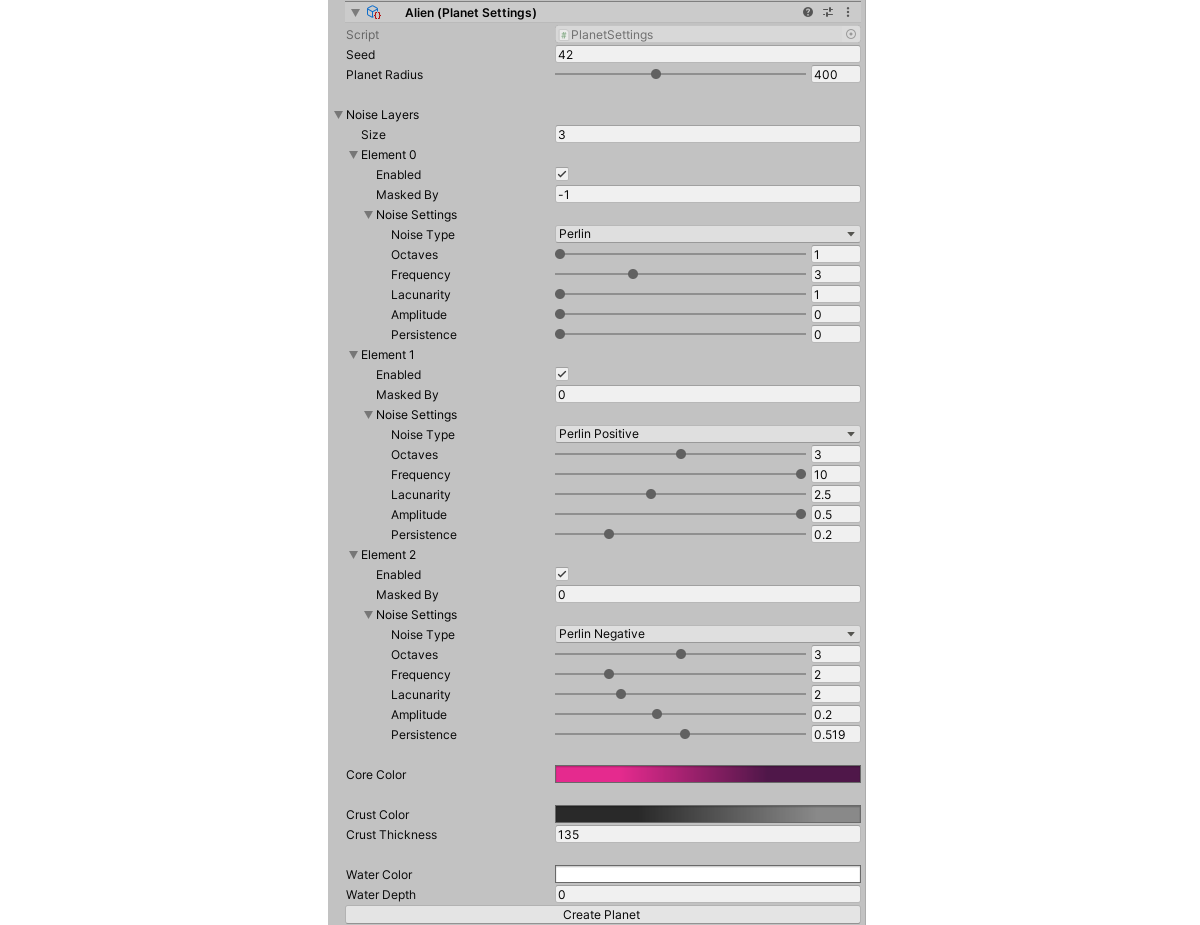 Alien (Planet Settings)
Script # PlanetSettings
Seed 42
Planet Radius 400
Noise Layers
Size 3
Element 0
Enabled
Masked By -1
Noise Settings
Noise Type Perlin
Octaves 1
Frequency 3
Lacunarity 1
Amplitude 0
Persistence 0
Element 1
Enabled
Masked By 0
Noise Settings
Noise Type Perlin Positive
Octaves 3
Frequency 10
Lacunarity 2.5
Amplitude 0.5
Persistence 0.2
Element 2
Enabled
Masked By 0
Noise Settings
Noise Type Perlin Negative
Octaves 3
Frequency 2
Lacunarity 2
Amplitude 0.2
Persistence 0.519
Core Color
Crust Color
Crust Thickness 135
Water Color
Water Depth 0
Create Planet